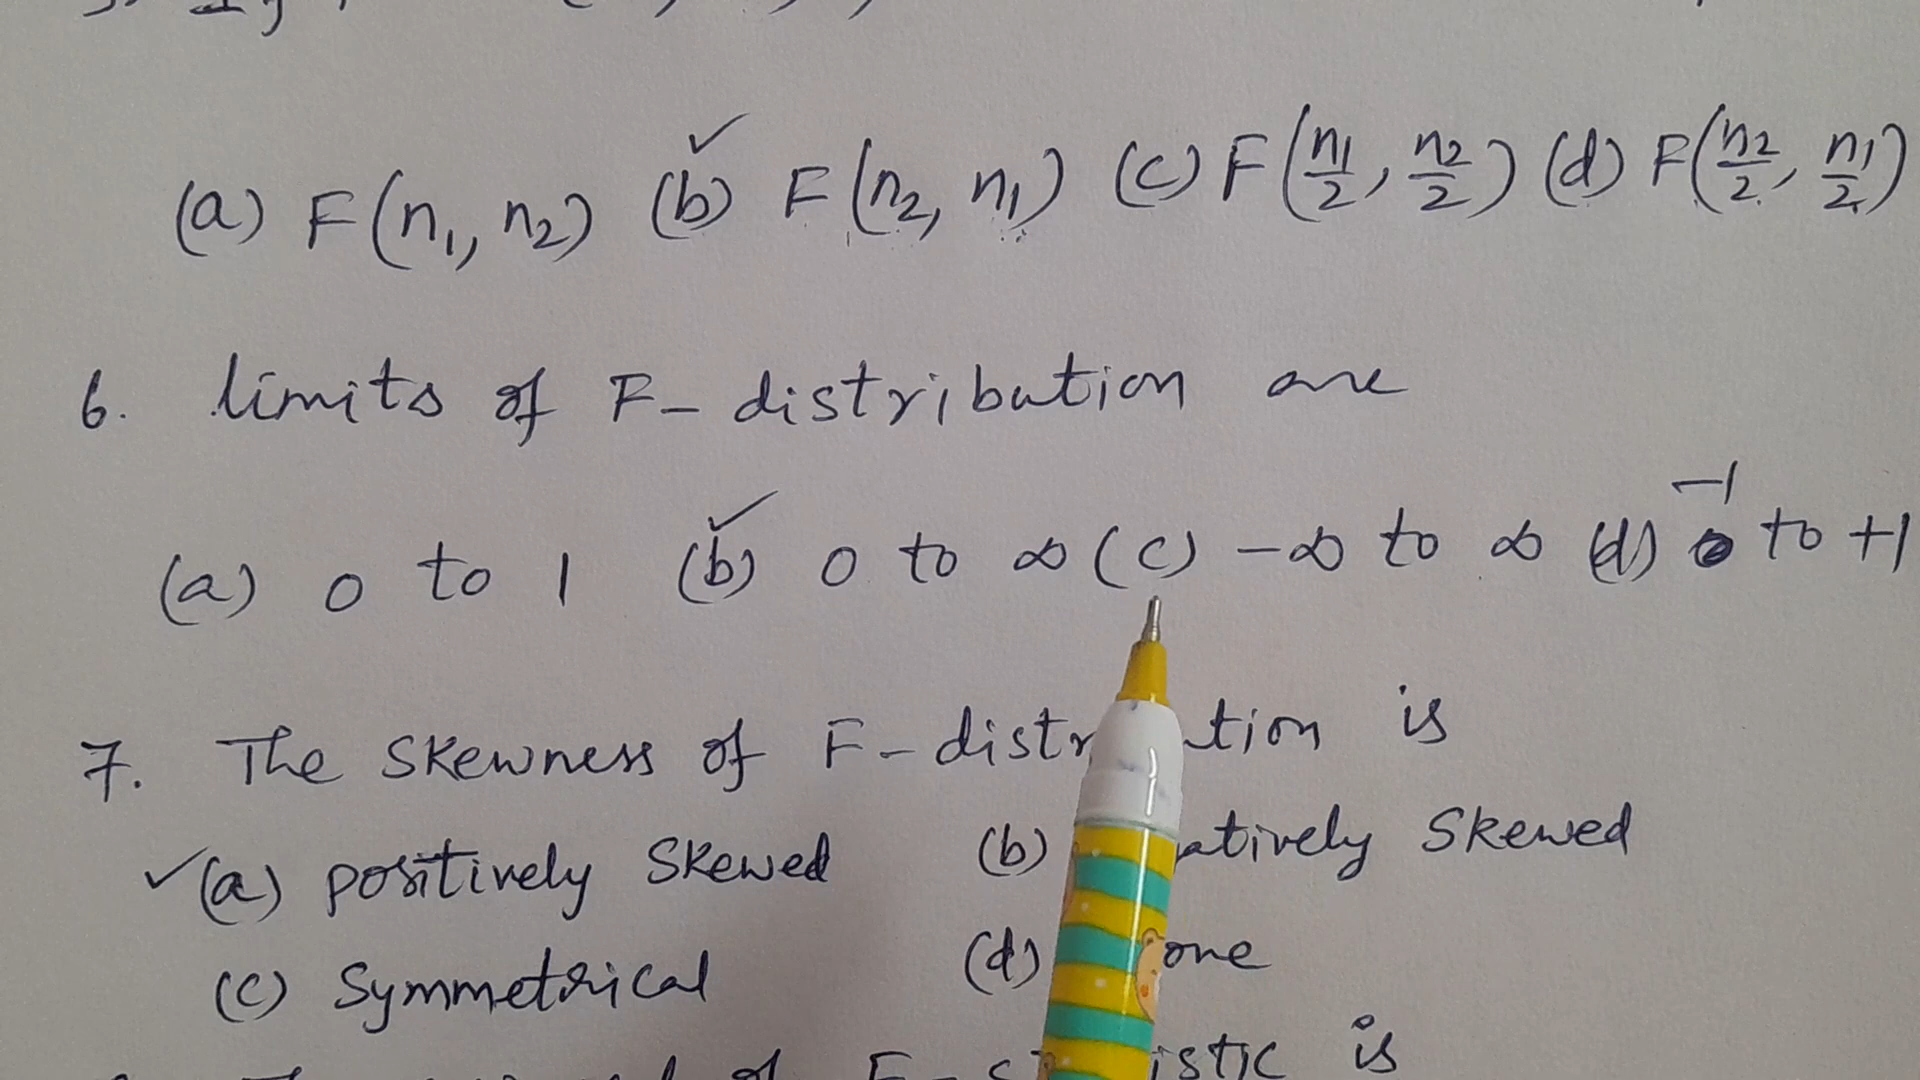 (a) F(n₁, n₂) (b) ✓ F(n₂, n₁) (c) F(n1/2, n2/2) (d) F(n2/2, n1/2)
6. limits of F- distribution are
(a) 0 to 1 (b) ✓ 0 to ∞ (c) -∞ to ∞ (d) -1 to +1
7. The Skewness of F-distr tion is
✓(a) positively Skewed (b) atively Skewed
(c) Symmetrical (d) one
of F-s istic is